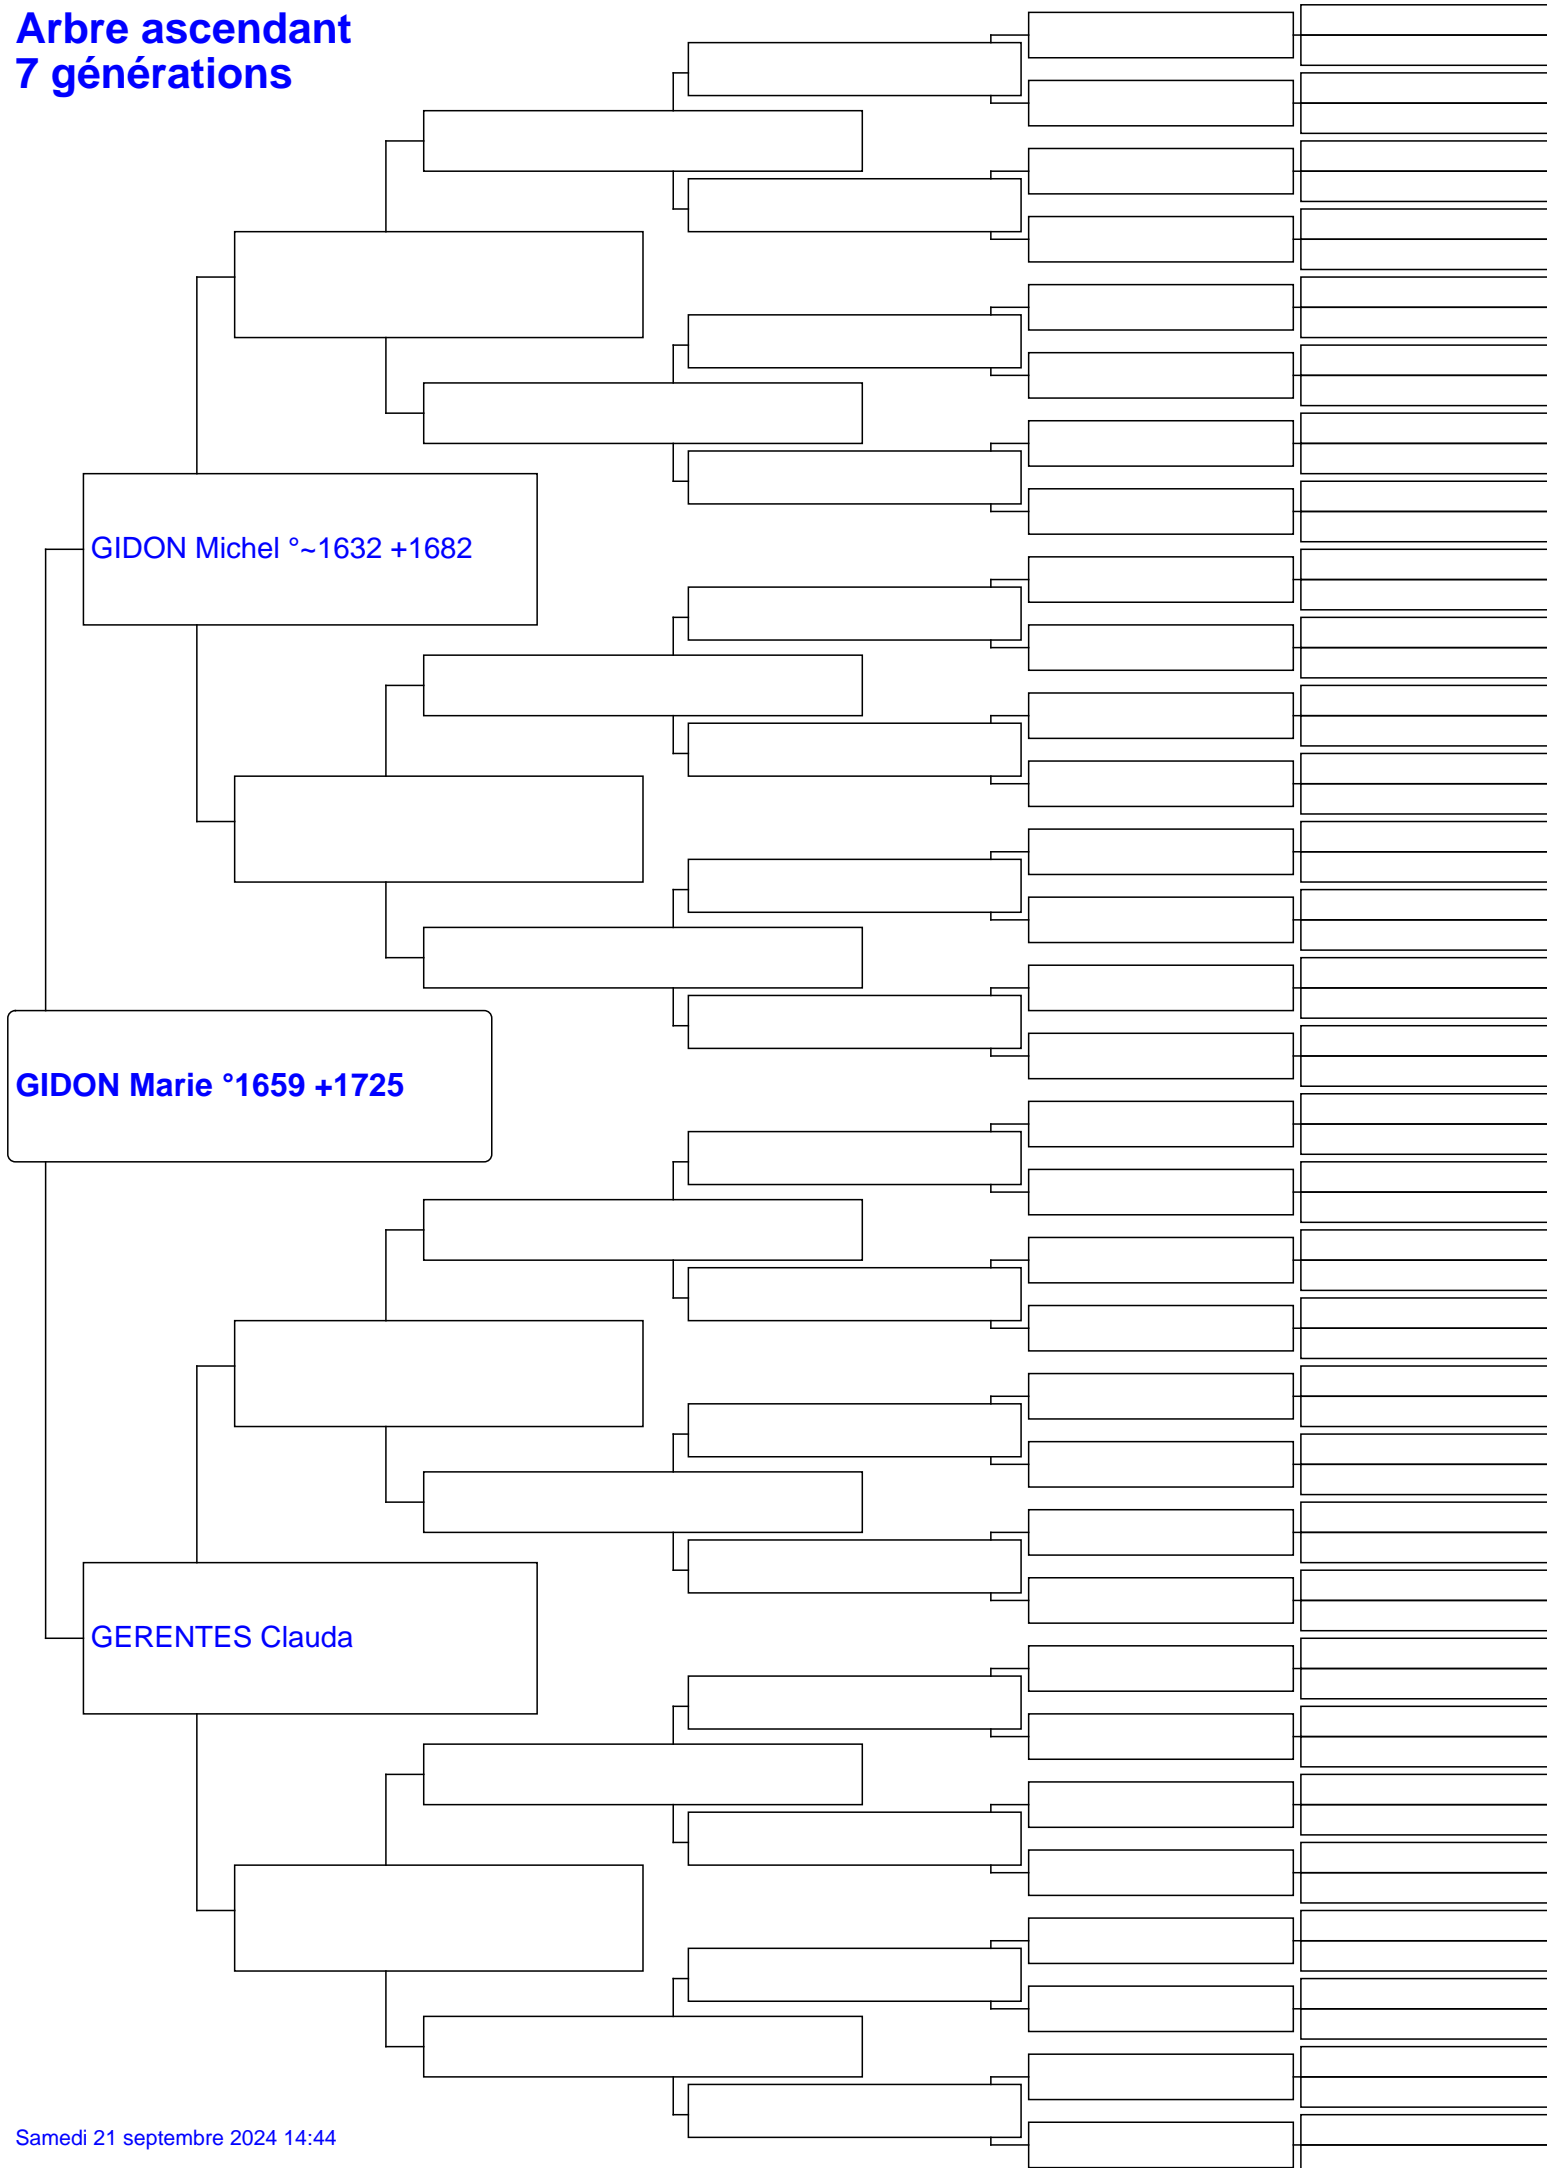 Arbre ascendant
7 générations
GIDON Michel °~1632 +1682
GIDON Marie °1659 +1725
GERENTES Clauda
Samedi 21 septembre 2024 14:44